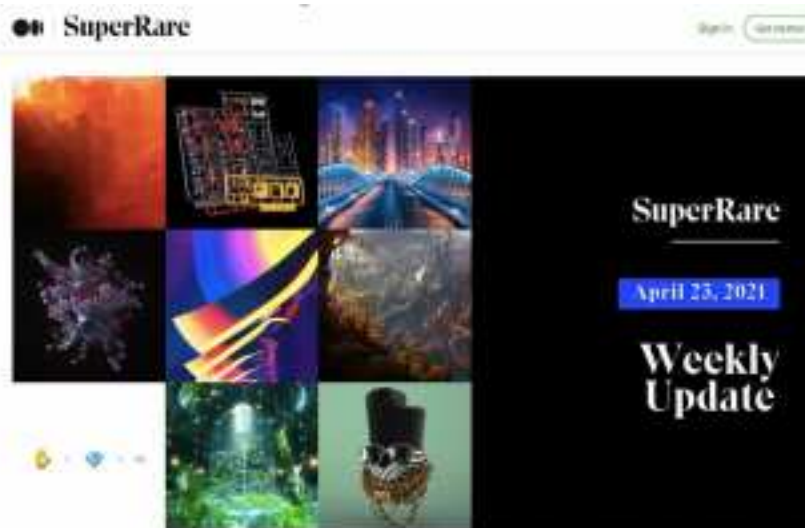 SuperRare
Sign In
SuperRare
April 23, 2021
Weekly
Update